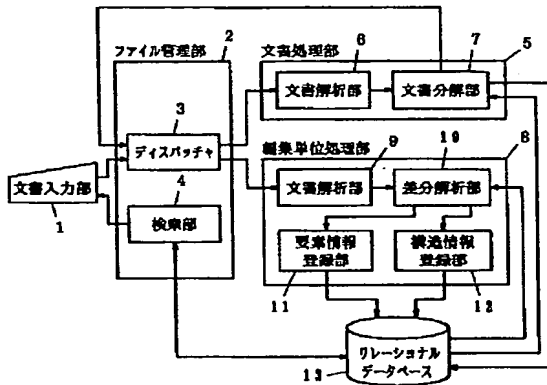 ファイル管理部
2
文書処理部
6
7
5
文書解析部
文書分解部
3
ディスパッチャ
編集単位処理部
9
10
8
文書入力部
1
4
検索部
文書解析部
差分解析部
要素情報
登録部
11
構造情報
登録部
12
リレーショナル
データベース
13